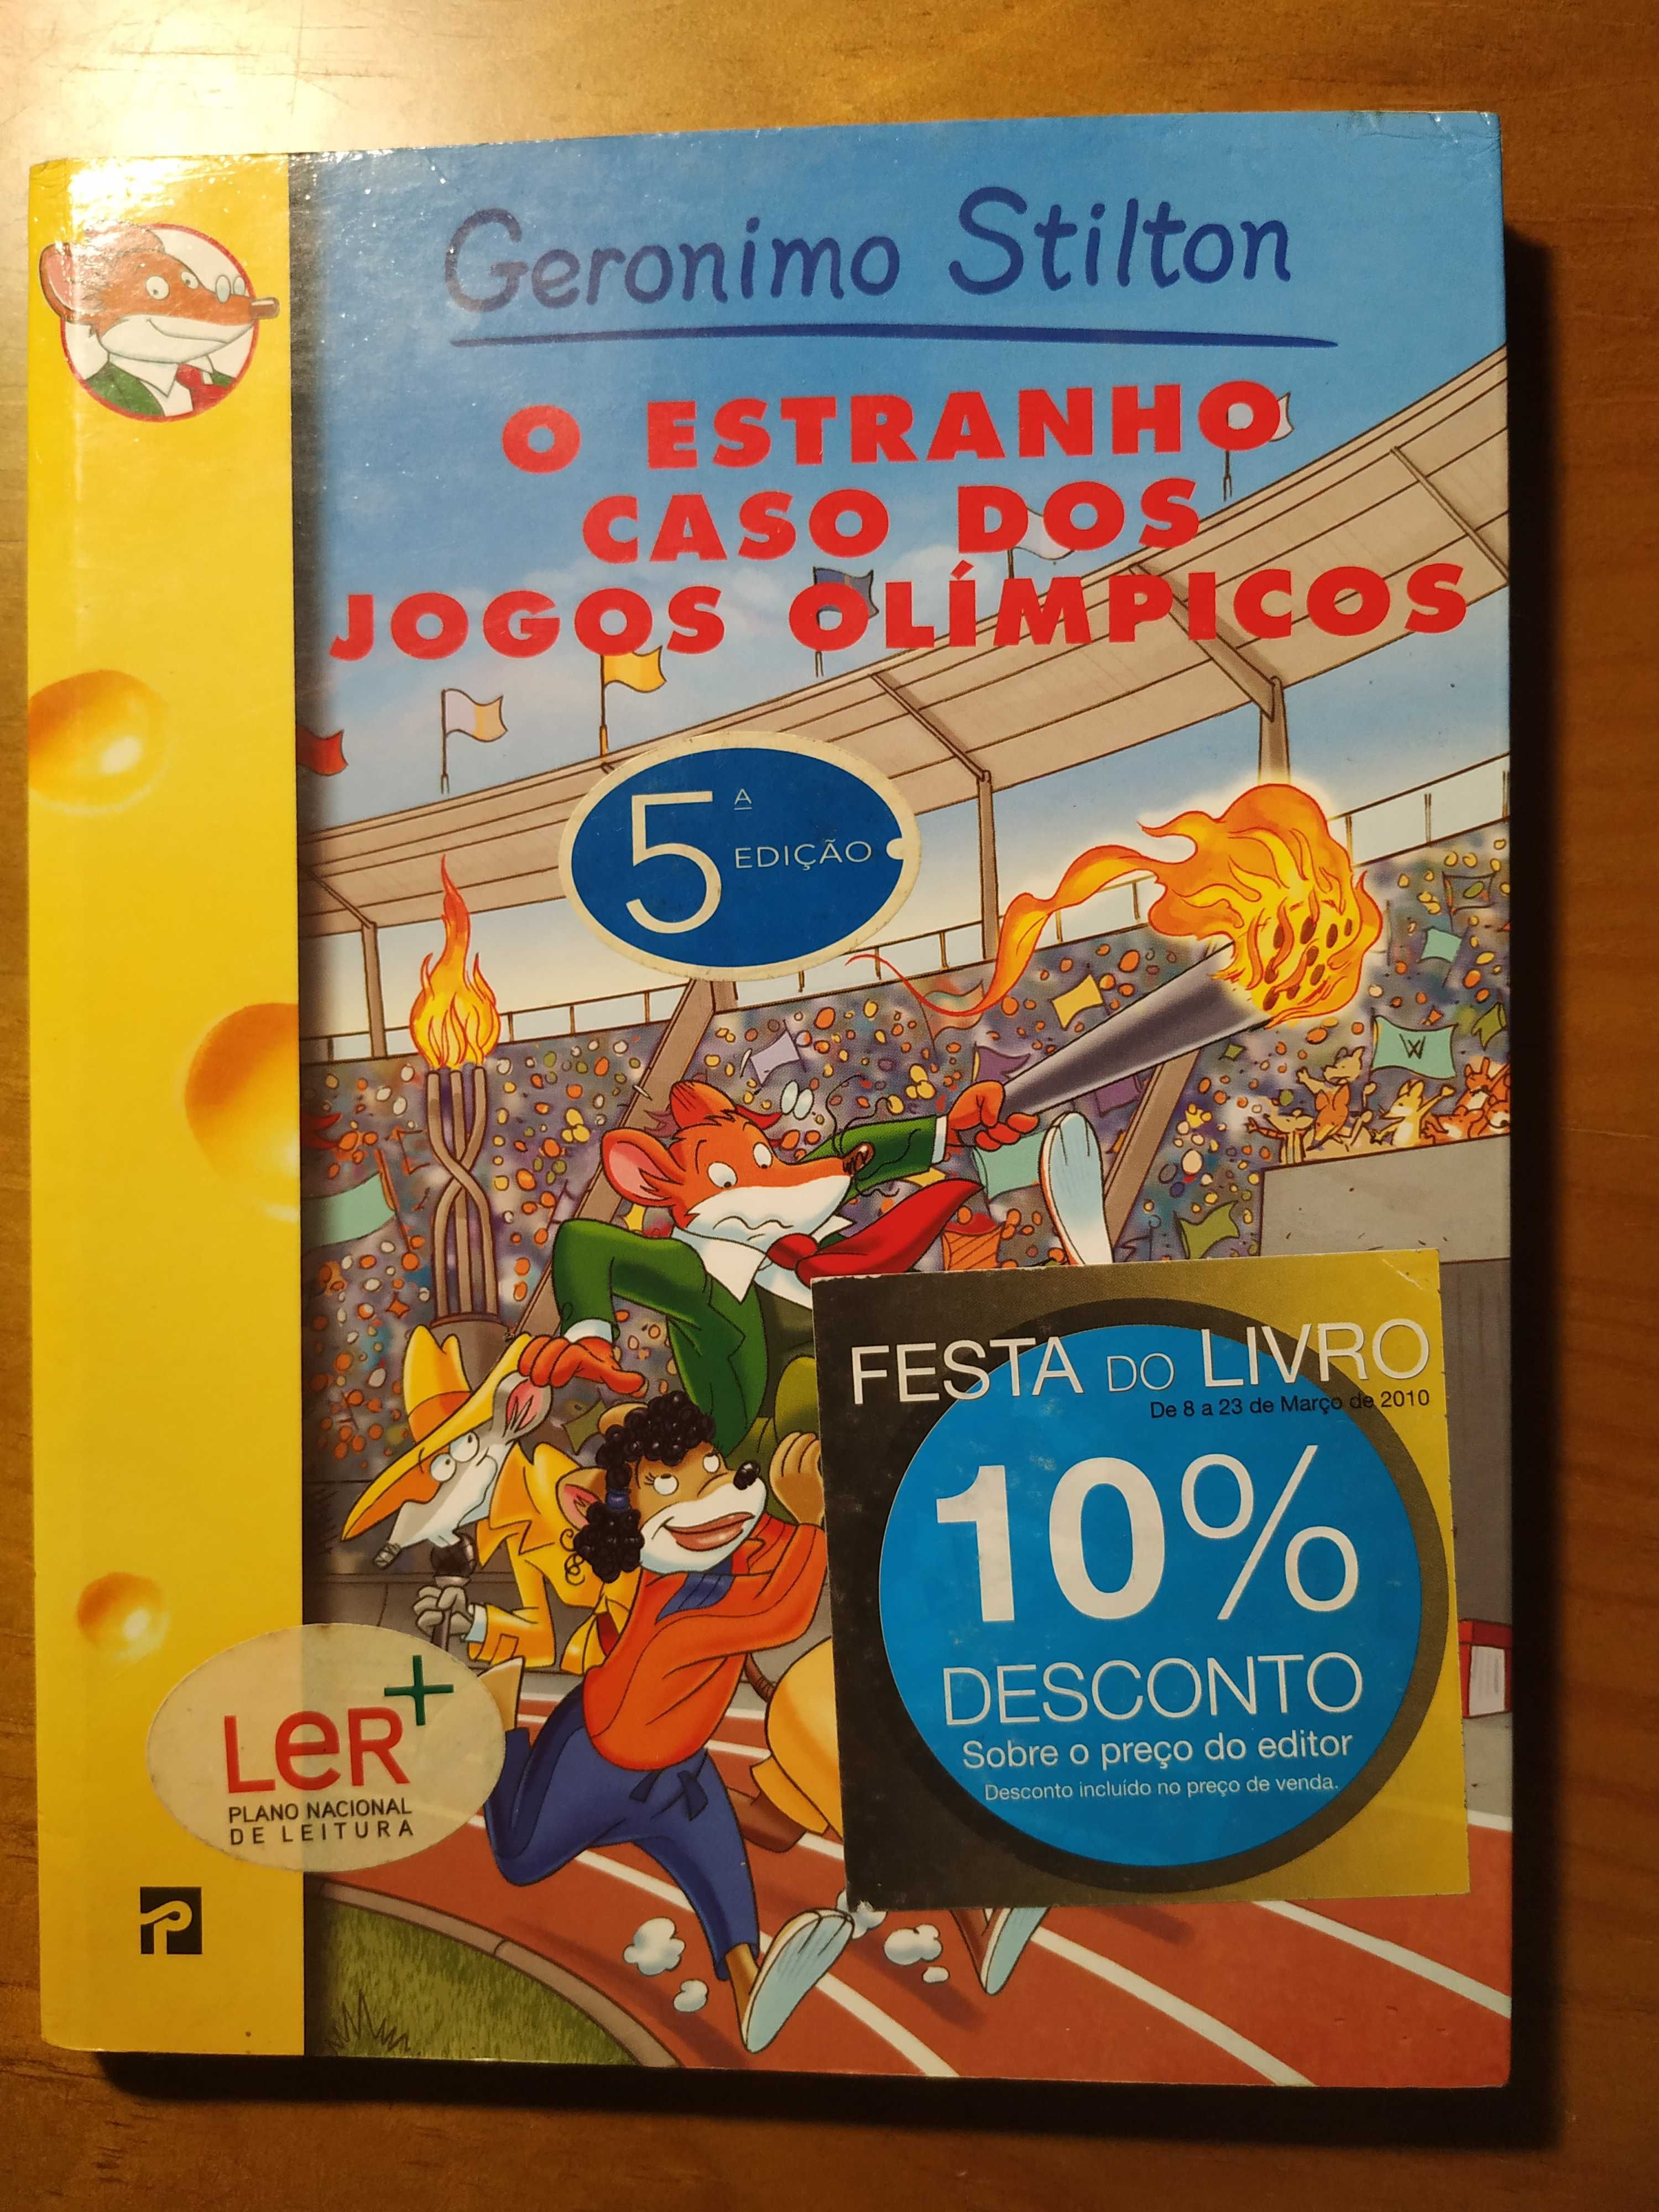 Geronimo Stilton
O ESTRANHO
CASO DOS
JOGOS OLÍMPICOS
5ª
EDIÇÃO
W
FESTA DO LIVRO
De 8 a 23 de Março de 2010
10%
DESCONTO
Sobre o preço do editor
Desconto incluído no preço de venda.
LeR+
PLANO NACIONAL
DE LEITURA
P